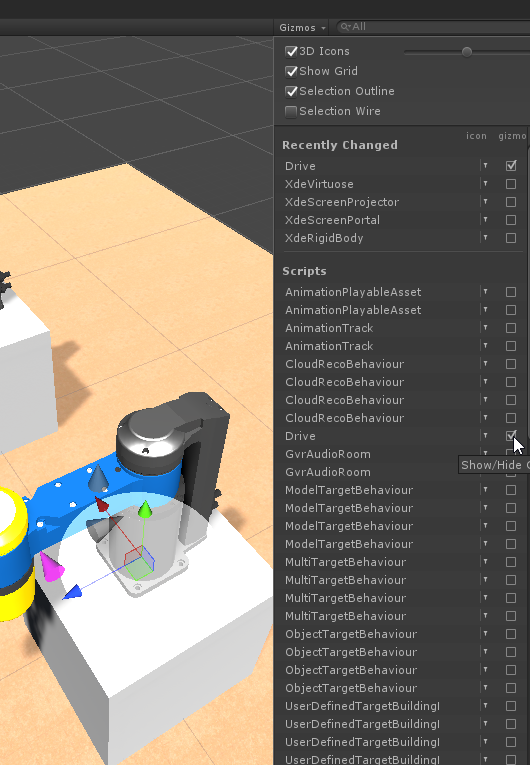 Gizmos All
3D Icons
Show Grid
Selection Outline
Selection Wire
icon gizmo
Recently Changed
Drive
XdeVirtuose
XdeScreenProjector
XdeScreenPortal
XdeRigidBody
Scripts
AnimationPlayableAsset
AnimationPlayableAsset
AnimationTrack
AnimationTrack
CloudRecoBehaviour
CloudRecoBehaviour
CloudRecoBehaviour
CloudRecoBehaviour
Drive
GvrAudioRoom
Show/Hide
GvrAudioRoom
ModelTargetBehaviour
ModelTargetBehaviour
ModelTargetBehaviour
ModelTargetBehaviour
MultiTargetBehaviour
MultiTargetBehaviour
MultiTargetBehaviour
MultiTargetBehaviour
ObjectTargetBehaviour
ObjectTargetBehaviour
ObjectTargetBehaviour
ObjectTargetBehaviour
UserDefinedTargetBuildingI
UserDefinedTargetBuildingI
UserDefinedTargetBuildingI
UserDefinedTargetBuildingI